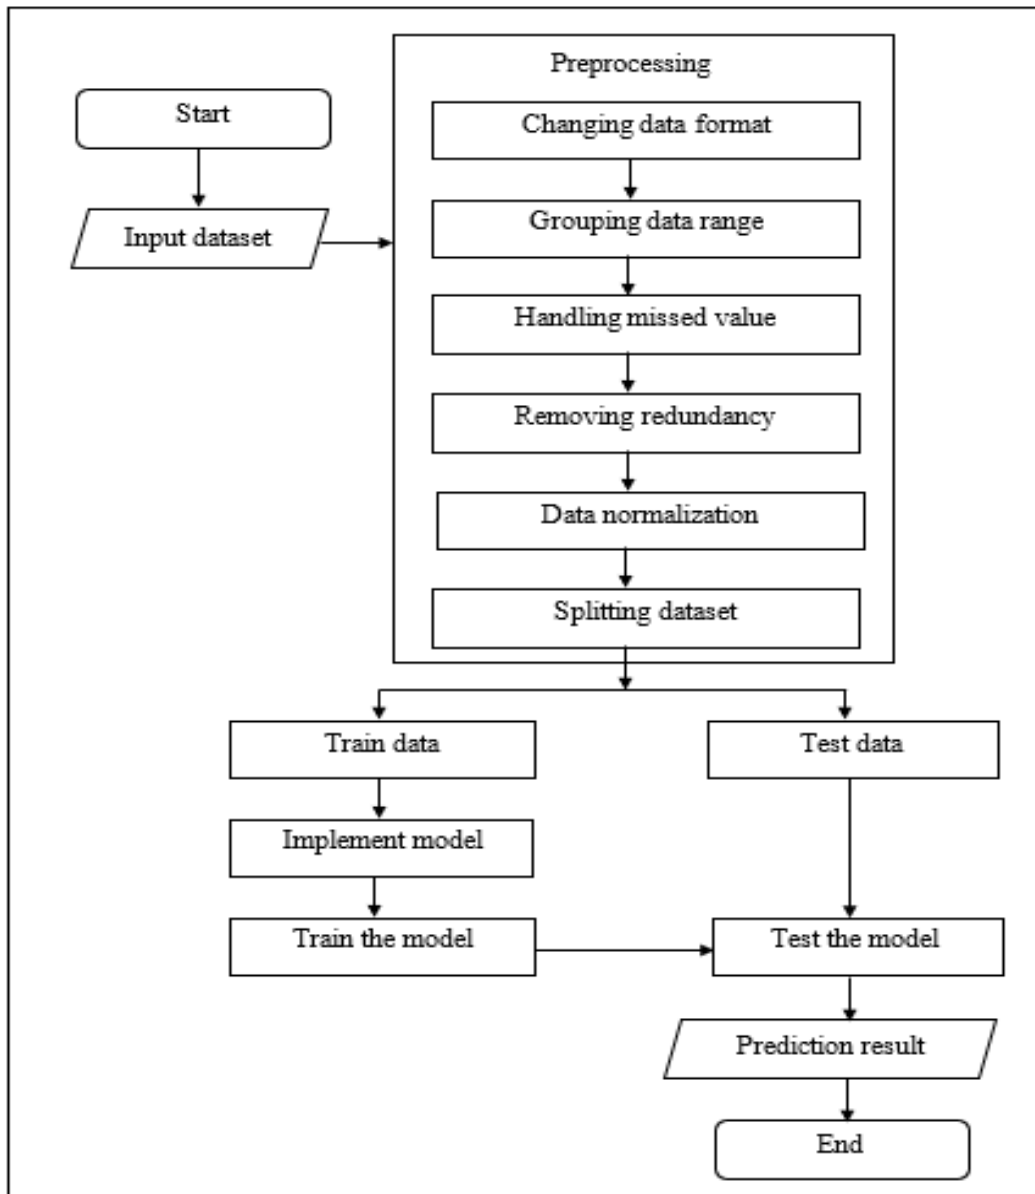 Start
Input dataset
Preprocessing
Changing data format
Grouping data range
Handling missed value
Removing redundancy
Data normalization
Splitting dataset
Train data
Test data
Implement model
Train the model
Test the model
Prediction result
End